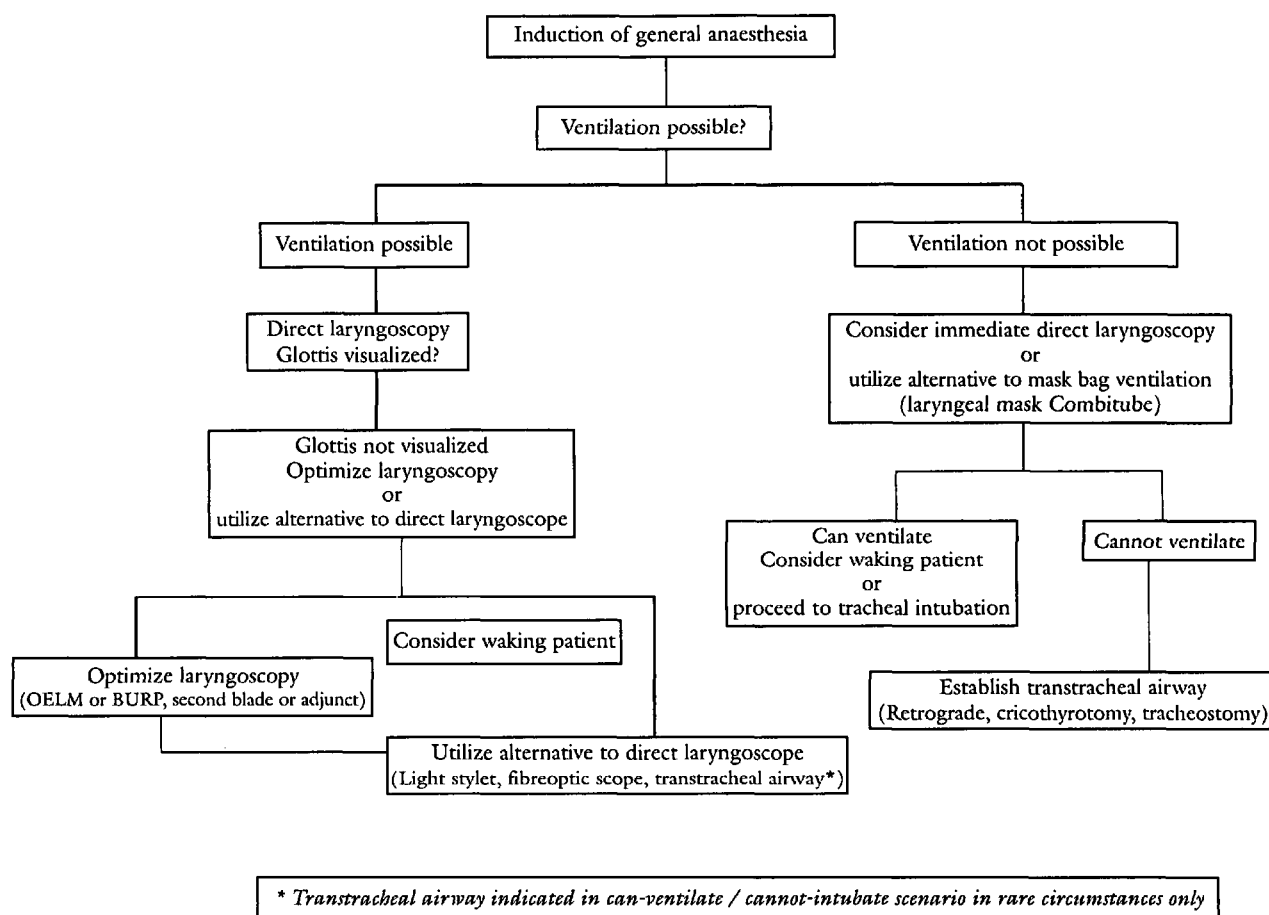 Induction of general anaesthesia
Ventilation possible?
Ventilation possible
Ventilation not possible
Direct laryngoscopy
Glottis visualized?
Consider immediate direct laryngoscopy
or
utilize alternative to mask bag ventilation
(laryngeal mask Combitube)
Glottis not visualized
Optimize laryngoscopy
or
utilize alternative to direct laryngoscope
Can ventilate
Consider waking patient
or
proceed to tracheal intubation
Cannot ventilate
Consider waking patient
Optimize laryngoscopy
(OELM or BURP, second blade or adjunct)
Establish transtracheal airway
(Retrograde, cricothyrotomy, tracheostomy)
Utilize alternative to direct laryngoscope
(Light stylet, fibreoptic scope, transtracheal airway*)
* Transtracheal airway indicated in can-ventilate / cannot-intubate scenario in rare circumstances only